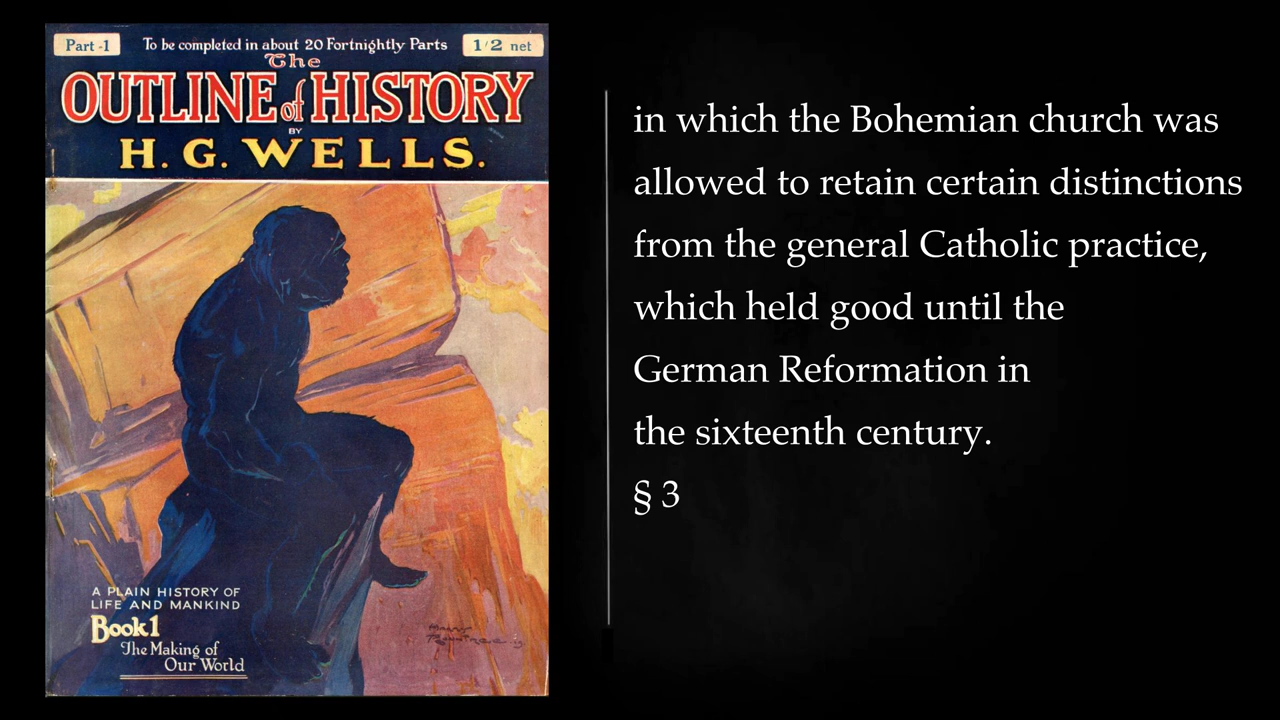 Part -1
To be completed in about 20 Fortnightly Parts
1/2 net
The
OUTLINE of HISTORY
BY
H. G. WELLS.
A PLAIN HISTORY OF
LIFE AND MANKIND
Book 1
The Making of
Our World
in which the Bohemian church was
allowed to retain certain distinctions
from the general Catholic practice,
which held good until the
German Reformation in
the sixteenth century.
§ 3